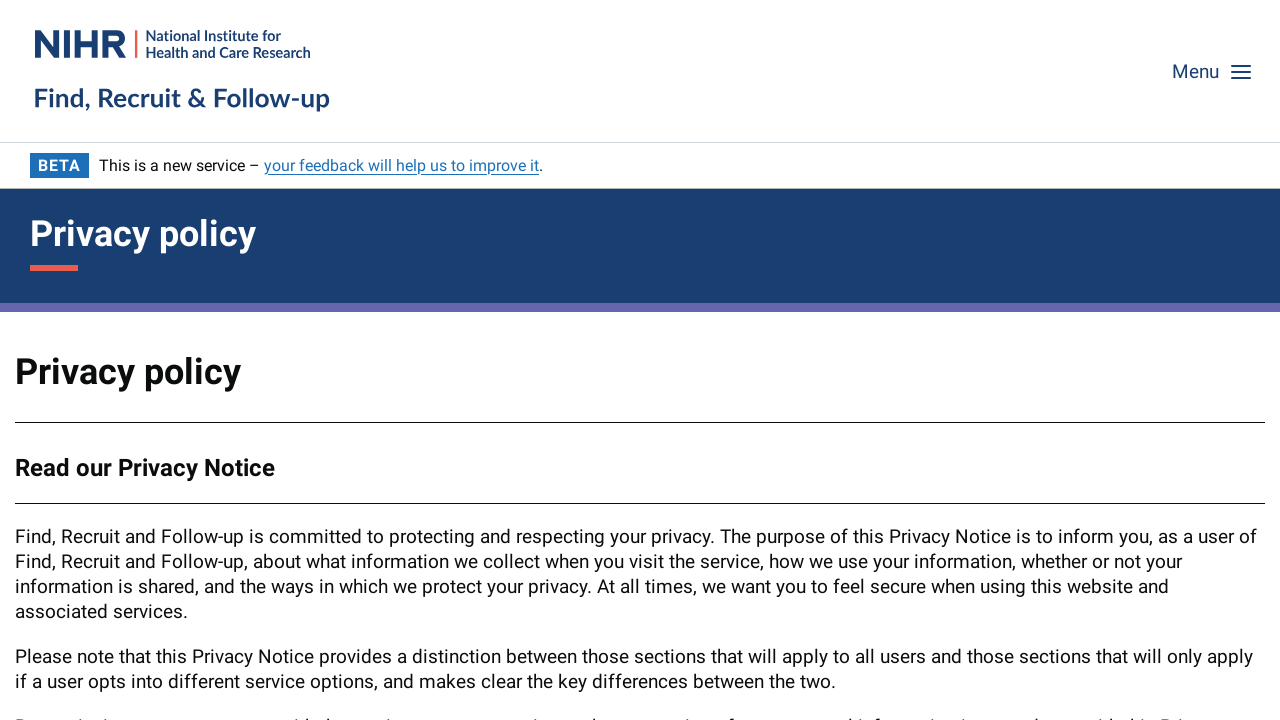 NIHR | National Institute for
Health and Care Research
Find, Recruit & Follow-up
Menu
BETA This is a new service – your feedback will help us to improve it.
Privacy policy
Privacy policy
Read our Privacy Notice
Find, Recruit and Follow-up is committed to protecting and respecting your privacy. The purpose of this Privacy Notice is to inform you, as a user of
Find, Recruit and Follow-up, about what information we collect when you visit the service, how we use your information, whether or not your
information is shared, and the ways in which we protect your privacy. At all times, we want you to feel secure when using this website and
associated services.
Please note that this Privacy Notice provides a distinction between those sections that will apply to all users and those sections that will only apply
if a user opts into different service options, and makes clear the key differences between the two.